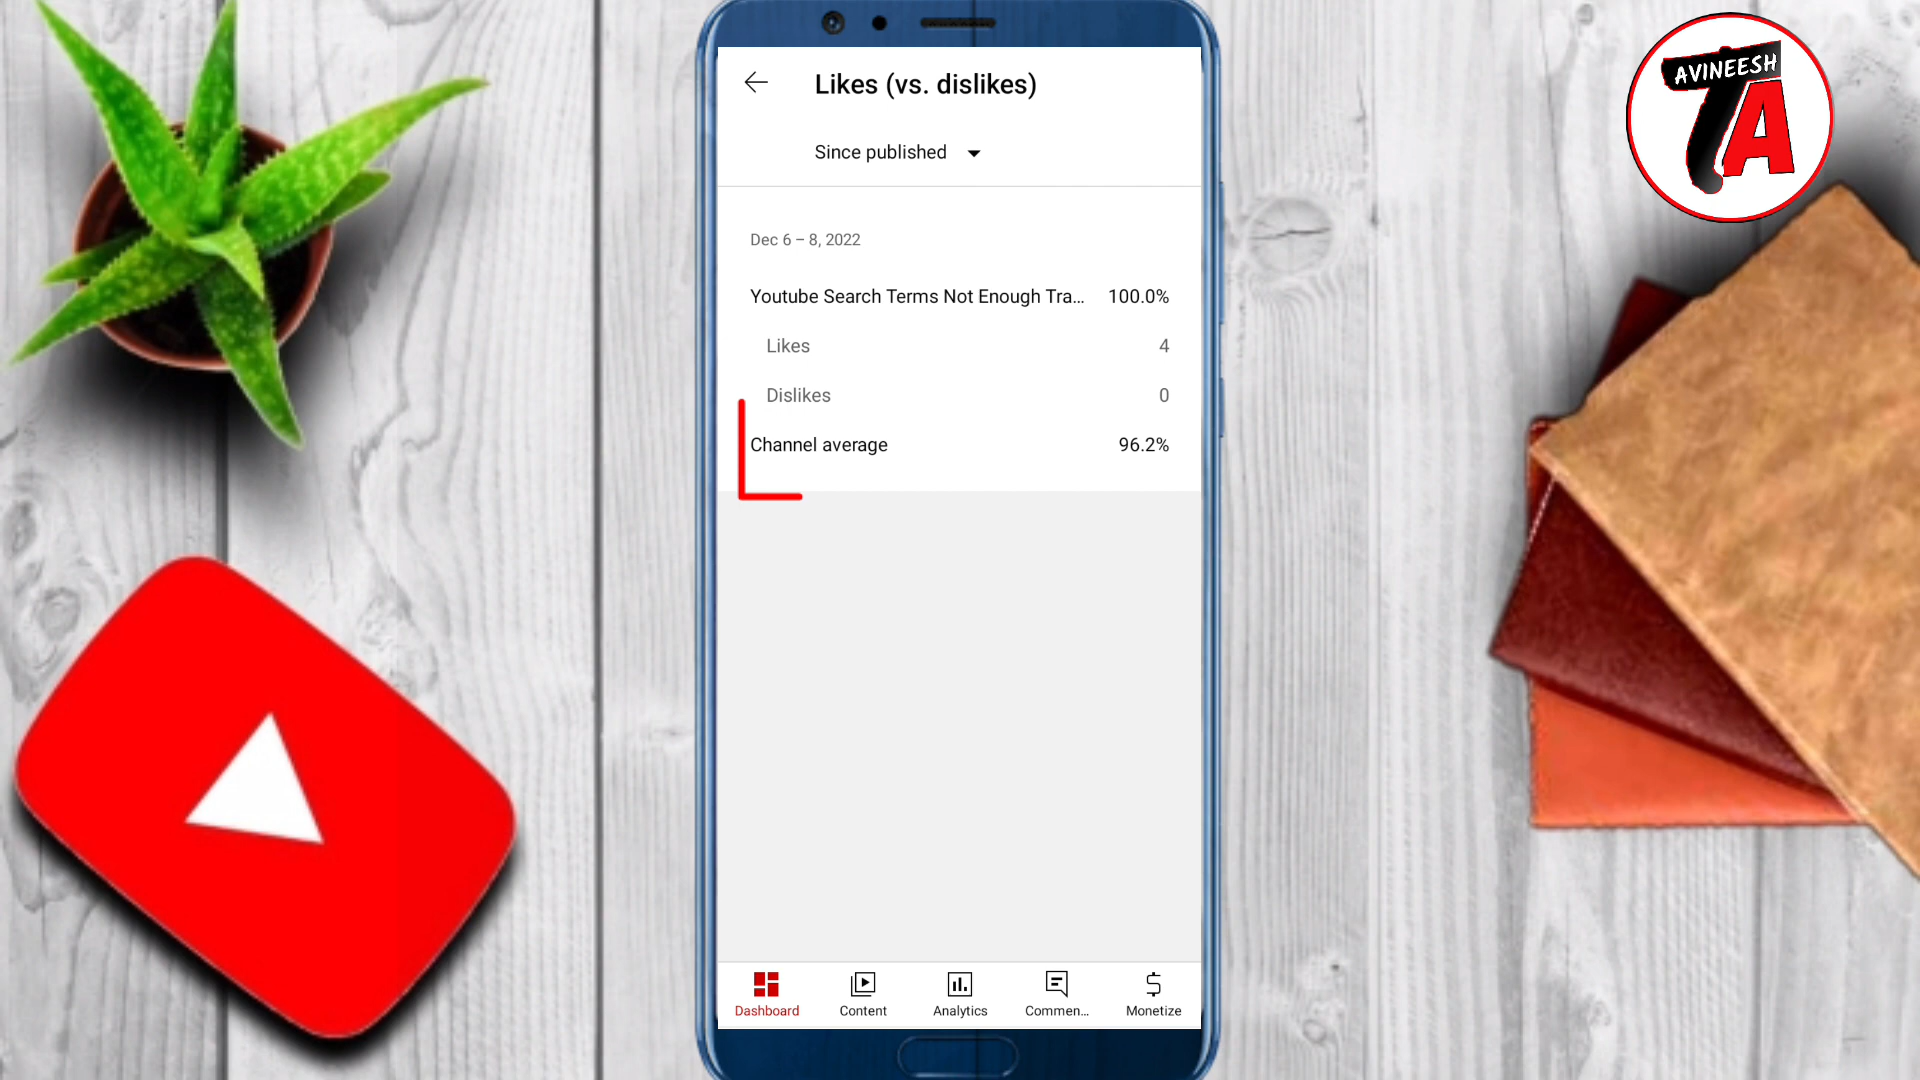 Likes (vs. dislikes)
Since published
Dec 6 – 8, 2022
Youtube Search Terms Not Enough Tra... 100.0%
Likes 4
Dislikes 0
Channel average 96.2%
Dashboard Content Analytics Commen... Monetize
AVINEESH
TA